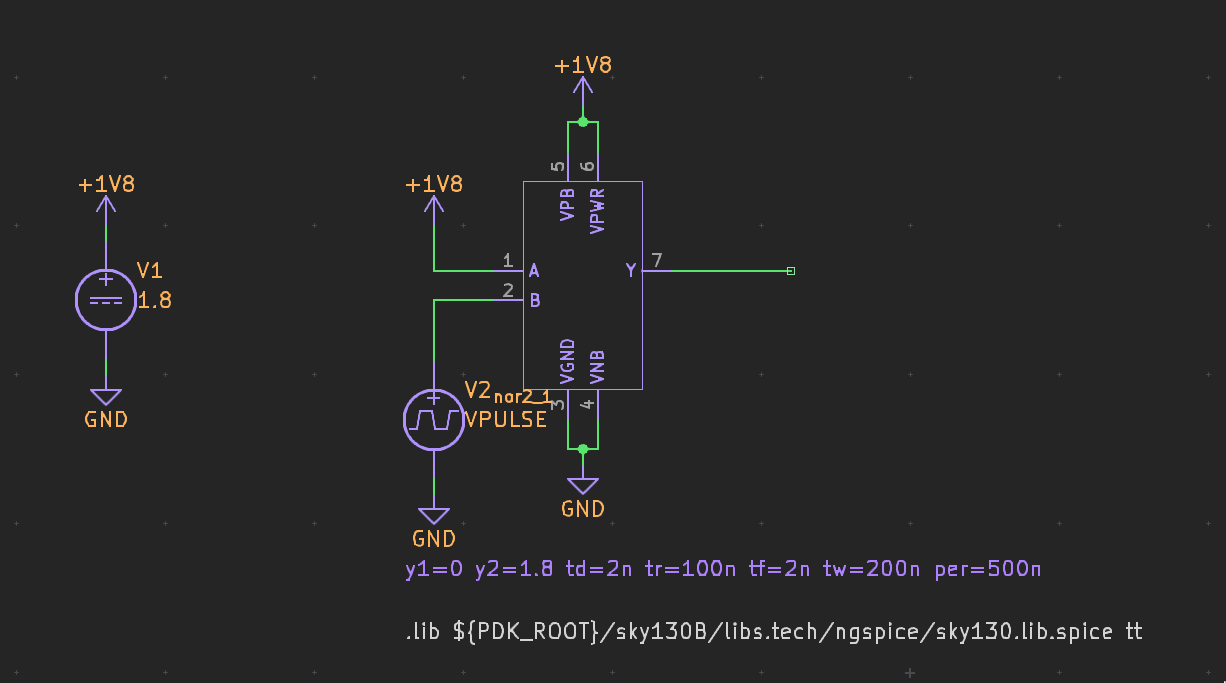 +1V8
5
6
VPB
VPWR
+1V8
+1V8
1
A
Y
7
2
B
V1
1.8
VGND
VNB
V2
nor2_1
VPULSE
3
4
GND
GND
GND
y1=0 y2=1.8 td=2n tr=100n tf=2n tw=200n per=500n
.lib ${PDK_ROOT}/sky130B/libs.tech/ngspice/sky130.lib.spice tt